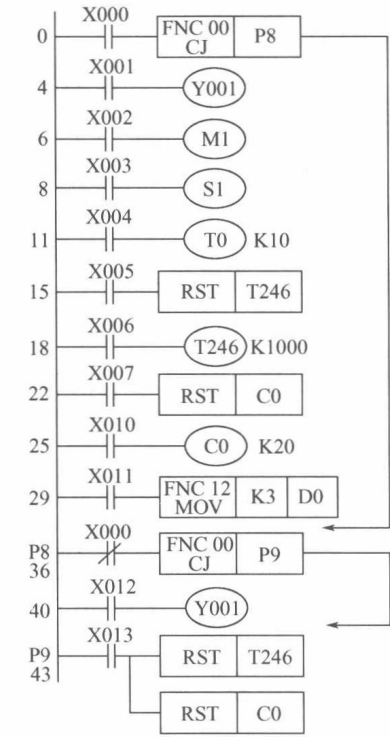 X000
0 FNC 00 CJ P8
X001
4 Y001
X002
6 M1
X003
8 S1
X004
11 T0 K10
X005
15 RST T246
X006
18 T246 K1000
X007
22 RST C0
X010
25 C0 K20
X011
29 FNC 12 MOV K3 D0
X000
P8 36 FNC 00 CJ P9
X012
40 Y001
X013
P9 43 RST T246
RST C0